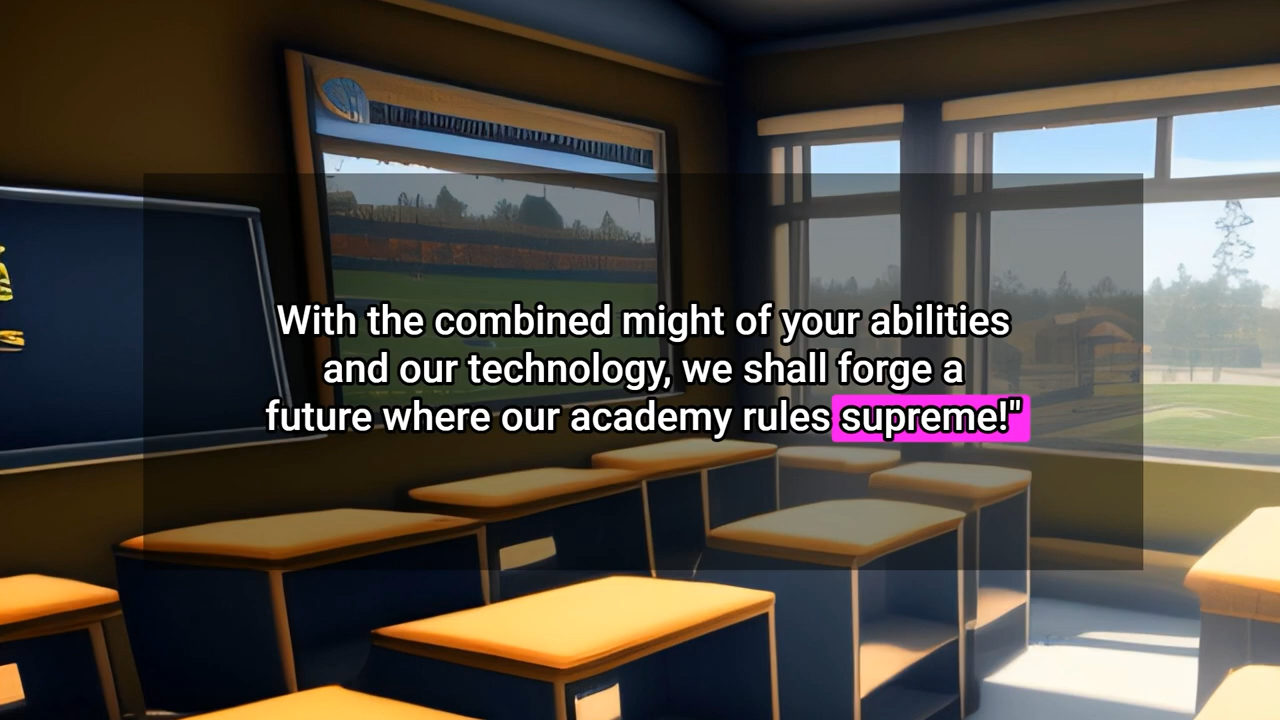 With the combined might of your abilities
and our technology, we shall forge a
future where our academy rules supreme!"